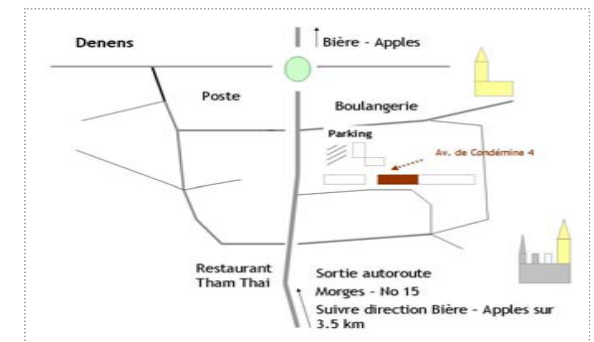 Denens
Bière - Apples
Poste
Boulangerie
Parking
Av. de Condémine 4
Restaurant
Tham Thai
Sortie autoroute
Morges - No 15
Suivre direction Bière - Apples sur
3.5 km